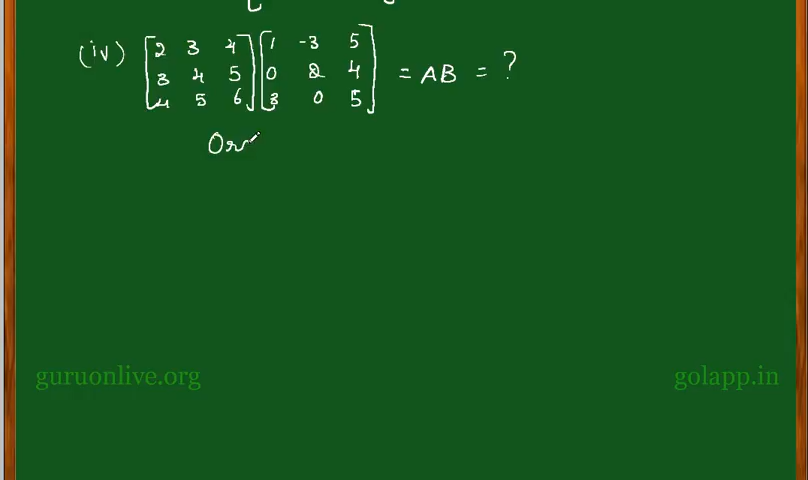 (iv) [2 3 4 [1 -3 5
3 4 5 0 2 4 = AB = ?
4 5 6] 3 0 5]
Or
guruonlive.org golapp.in